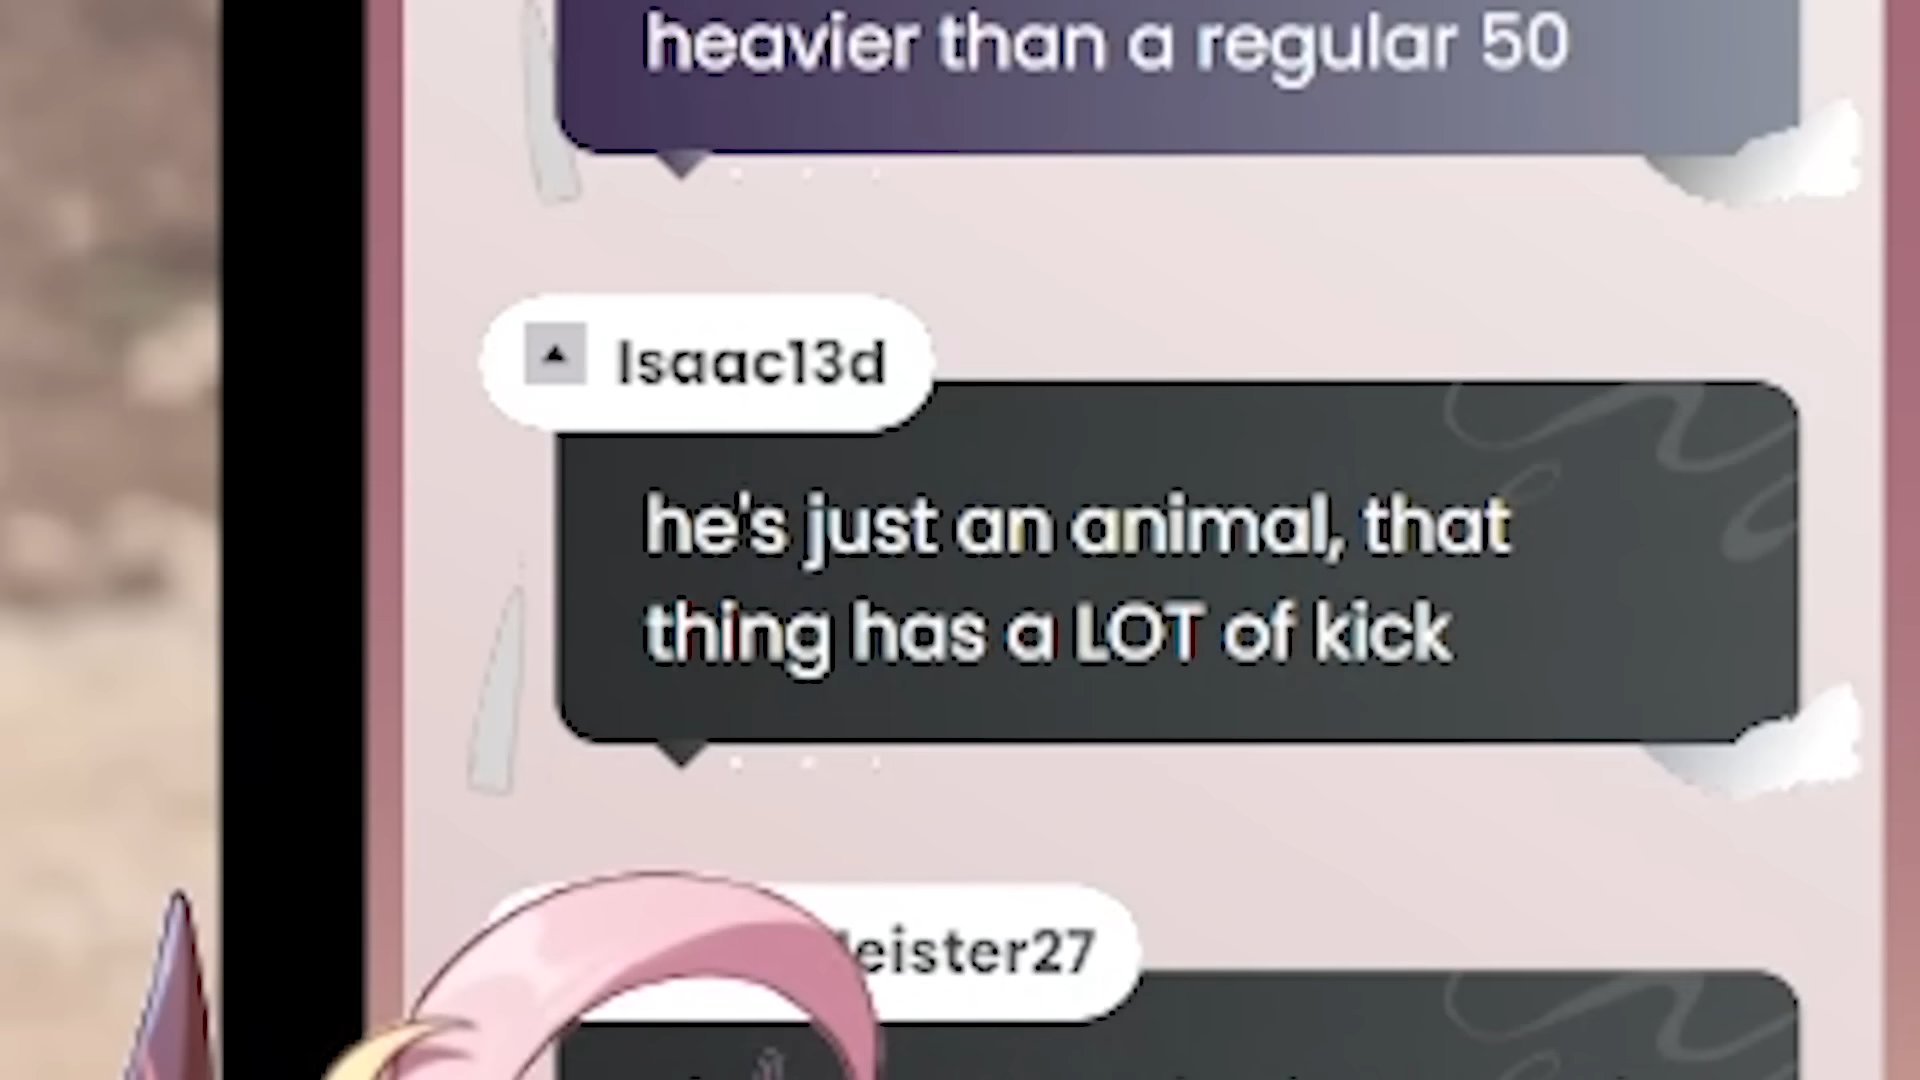 heavier than a regular 50
Isaac13d
he's just an animal, that
thing has a LOT of kick
eister27